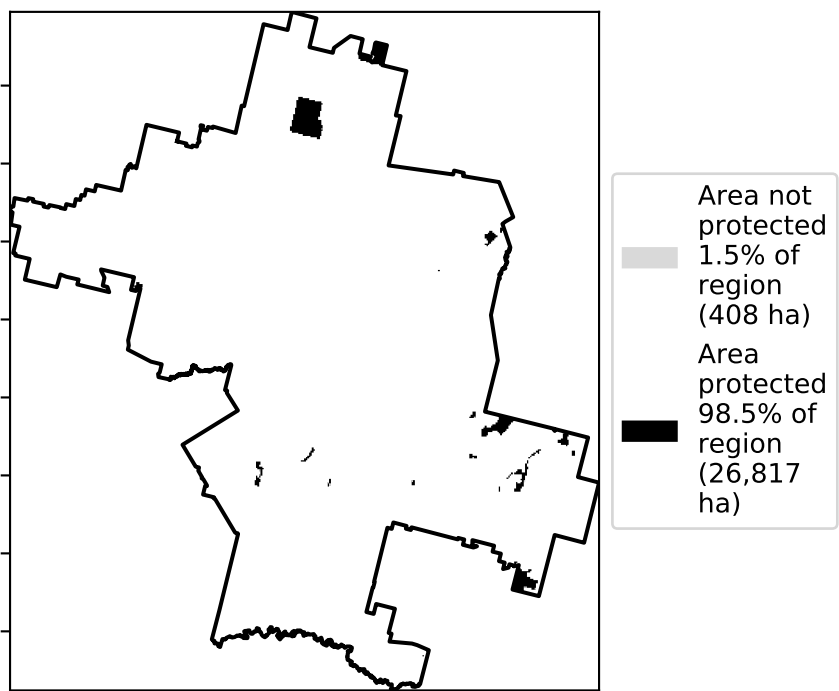 Area not
protected
1.5% of
region
(408 ha)
Area
protected
98.5% of
region
(26,817
ha)